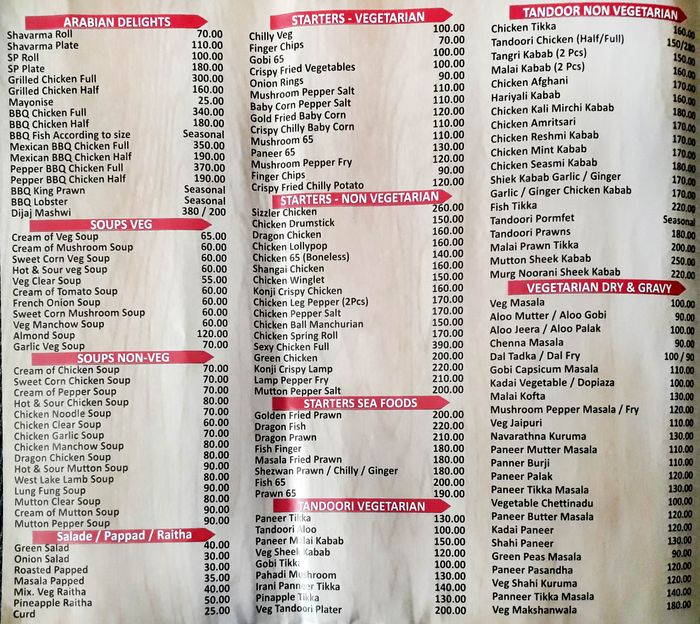 ARABIAN DELIGHTS
Shavarma Roll 70.00
Shavarma Plate 110.00
SP Roll 100.00
SP Plate 180.00
Grilled Chicken Full 300.00
Grilled Chicken Half 160.00
Mayonise 25.00
BBQ Chicken Full 340.00
BBQ Chicken Half 180.00
BBQ Fish According to size Seasonal
Mexican BBQ Chicken Full 350.00
Mexican BBQ Chicken Half 190.00
Pepper BBQ Chicken Full 370.00
Pepper BBQ Chicken Half 190.00
BBQ King Prawn Seasonal
BBQ Lobster Seasonal
Dijaj Mashwi 380 / 200
SOUPS VEG
Cream of Veg Soup 65.00
Cream of Mushroom Soup 60.00
Sweet Corn Veg Soup 60.00
Hot & Sour veg Soup 60.00
Veg Clear Soup 55.00
Cream of Tomato Soup 60.00
French Onion Soup 60.00
Sweet Corn Mushroom Soup 60.00
Veg Manchow Soup 60.00
Almond Soup 120.00
Garlic Veg Soup 70.00
SOUPS NON-VEG
Cream of Chicken Soup 70.00
Sweet Corn Chicken Soup 70.00
Cream of Pepper Soup 70.00
Hot & Sour Chicken Soup 80.00
Chicken Noodle Soup 70.00
Chicken Clear Soup 60.00
Chicken Garlic Soup 70.00
Chicken Manchow Soup 80.00
Dragon Chicken Soup 80.00
Hot & Sour Mutton Soup 90.00
West Lake Lamb Soup 80.00
Lung Fung Soup 90.00
Mutton Clear Soup 80.00
Cream of Mutton Soup 90.00
Mutton Pepper Soup 90.00
Salade / Pappad / Raitha
Green Salad 40.00
Onion Salad 30.00
Roasted Papped 30.00
Masala Papped 35.00
Mix. Veg Raitha 40.00
Pineapple Raitha 50.00
Curd 25.00
STARTERS - VEGETARIAN
Chilly Veg 100.00
Finger Chips 70.00
Gobi 65 100.00
Crispy Fried Vegetables 100.00
Onion Rings 90.00
Mushroom Pepper Salt 110.00
Baby Corn Pepper Salt 110.00
Gold Fried Baby Corn 120.00
Crispy Chilly Baby Corn 110.00
Mushroom 65 110.00
Paneer 65 130.00
Mushroom Pepper Fry 120.00
Finger Chips 90.00
Crispy Fried Chilly Potato 120.00
STARTERS - NON VEGETARIAN
Sizzler Chicken 260.00
Chicken Drumstick 150.00
Dragon Chicken 160.00
Chicken Lollypop 160.00
Chicken 65 (Boneless) 140.00
Shangai Chicken 160.00
Chicken Winglet 150.00
Konji Crispy Chicken 160.00
Chicken Leg Pepper (2Pcs) 170.00
Chicken Pepper Salt 170.00
Chicken Ball Manchurian 150.00
Chicken Spring Roll 170.00
Sexy Chicken Full 390.00
Green Chicken 200.00
Konji Crispy Lamp 220.00
Lamp Pepper Fry 210.00
Mutton Pepper Salt 200.00
STARTERS SEA FOODS
Golden Fried Prawn 200.00
Dragon Fish 220.00
Dragon Prawn 210.00
Fish Finger 180.00
Masala Fried Prawn 180.00
Shezwan Prawn / Chilly / Ginger 180.00
Fish 65 200.00
Prawn 65 190.00
TANDOORI VEGETARIAN
Paneer Tikka 130.00
Tandoori Aloo 100.00
Paneer Malai Kabab 150.00
Veg Sheek Kabab 120.00
Gobi Tikka 100.00
Pahadi Mushroom 130.00
Irani Panneer Tikka 140.00
Pinapple Tikka 130.00
Veg Tandoori Plater 200.00
TANDOOR NON VEGETARIAN
Chicken Tikka 160.00
Tandoori Chicken (Half/Full) 150/
Tangri Kabab (2 Pcs) 150.00
Malai Kabab (2 Pcs) 160.00
Chicken Afghani 170.00
Hariyali Kabab 160.00
Chicken Kali Mirchi Kabab 180.00
Chicken Amritsari 170.00
Chicken Reshmi Kabab 170.00
Chicken Mint Kabab 170.00
Chicken Seasmi Kabab 180.00
Shiek Kabab Garlic / Ginger 170.00
Garlic / Ginger Chicken Kabab 170.00
Fish Tikka 220.00
Tandoori Pormfet Seasonal
Tandoori Prawns 180.00
Malai Prawn Tikka 200.00
Mutton Sheek Kabab 250.00
Murg Noorani Sheek Kabab 220.00
VEGETARIAN DRY & GRAVY
Veg Masala 100.00
Aloo Mutter / Aloo Gobi 90.00
Aloo Jeera / Aloo Palak 100.00
Chenna Masala 90.00
Dal Tadka / Dal Fry 100 / 90
Gobi Capsicum Masala 110.00
Kadai Vegetable / Dopiaza 100.00
Malai Kofta 130.00
Mushroom Pepper Masala / Fry 120.00
Veg Jaipuri 110.00
Navarathna Kuruma 130.00
Paneer Mutter Masala 110.00
Panner Burji 110.00
Paneer Palak 120.00
Paneer Tikka Masala 130.00
Vegetable Chettinadu 100.00
Paneer Butter Masala 120.00
Kadai Paneer 120.00
Shahi Paneer 130.00
Green Peas Masala 90.00
Paneer Pasandha 120.00
Veg Shahi Kuruma 120.00
Panneer Tikka Masala 140.00
Veg Makshanwala 180.00